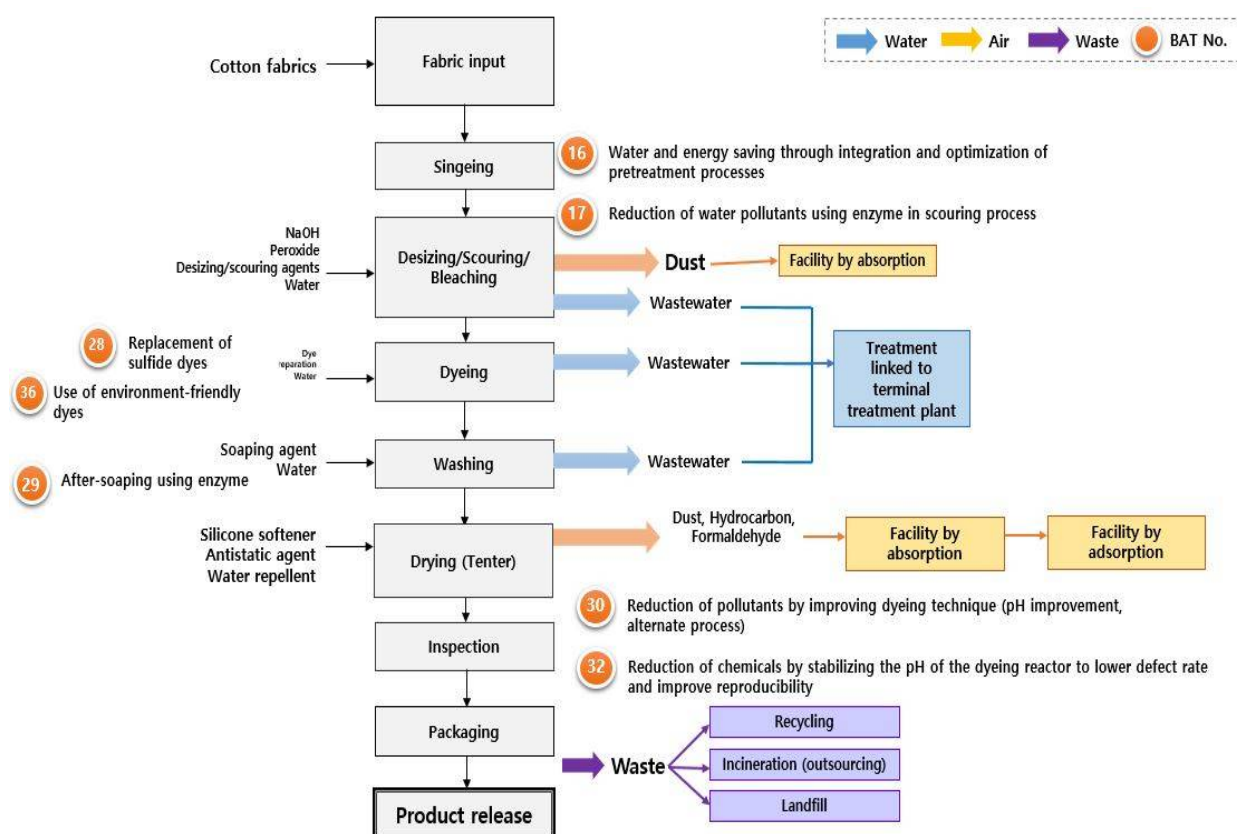 Water
Air
Waste
BAT No.
Cotton fabrics
Fabric input
Singeing
16
Water and energy saving through integration and optimization of
pretreatment processes
17
Reduction of water pollutants using enzyme in scouring process
NaOH
Peroxide
Desizing/scouring agents
Water
Desizing/Scouring/
Bleaching
Dust
Facility by absorption
Wastewater
28
Replacement of
sulfide dyes
36
Use of environment-friendly
dyes
Dye
reparation
Water
Dyeing
Wastewater
Treatment
linked to
terminal
treatment plant
Soaping agent
Water
29
After-soaping using enzyme
Washing
Wastewater
Silicone softener
Antistatic agent
Water repellent
Drying (Tenter)
Dust, Hydrocarbon,
Formaldehyde
Facility by
absorption
Facility by
adsorption
30
Reduction of pollutants by improving dyeing technique (pH improvement,
alternate process)
Inspection
32
Reduction of chemicals by stabilizing the pH of the dyeing reactor to lower defect rate
and improve reproducibility
Packaging
Waste
Recycling
Incineration (outsourcing)
Landfill
Product release